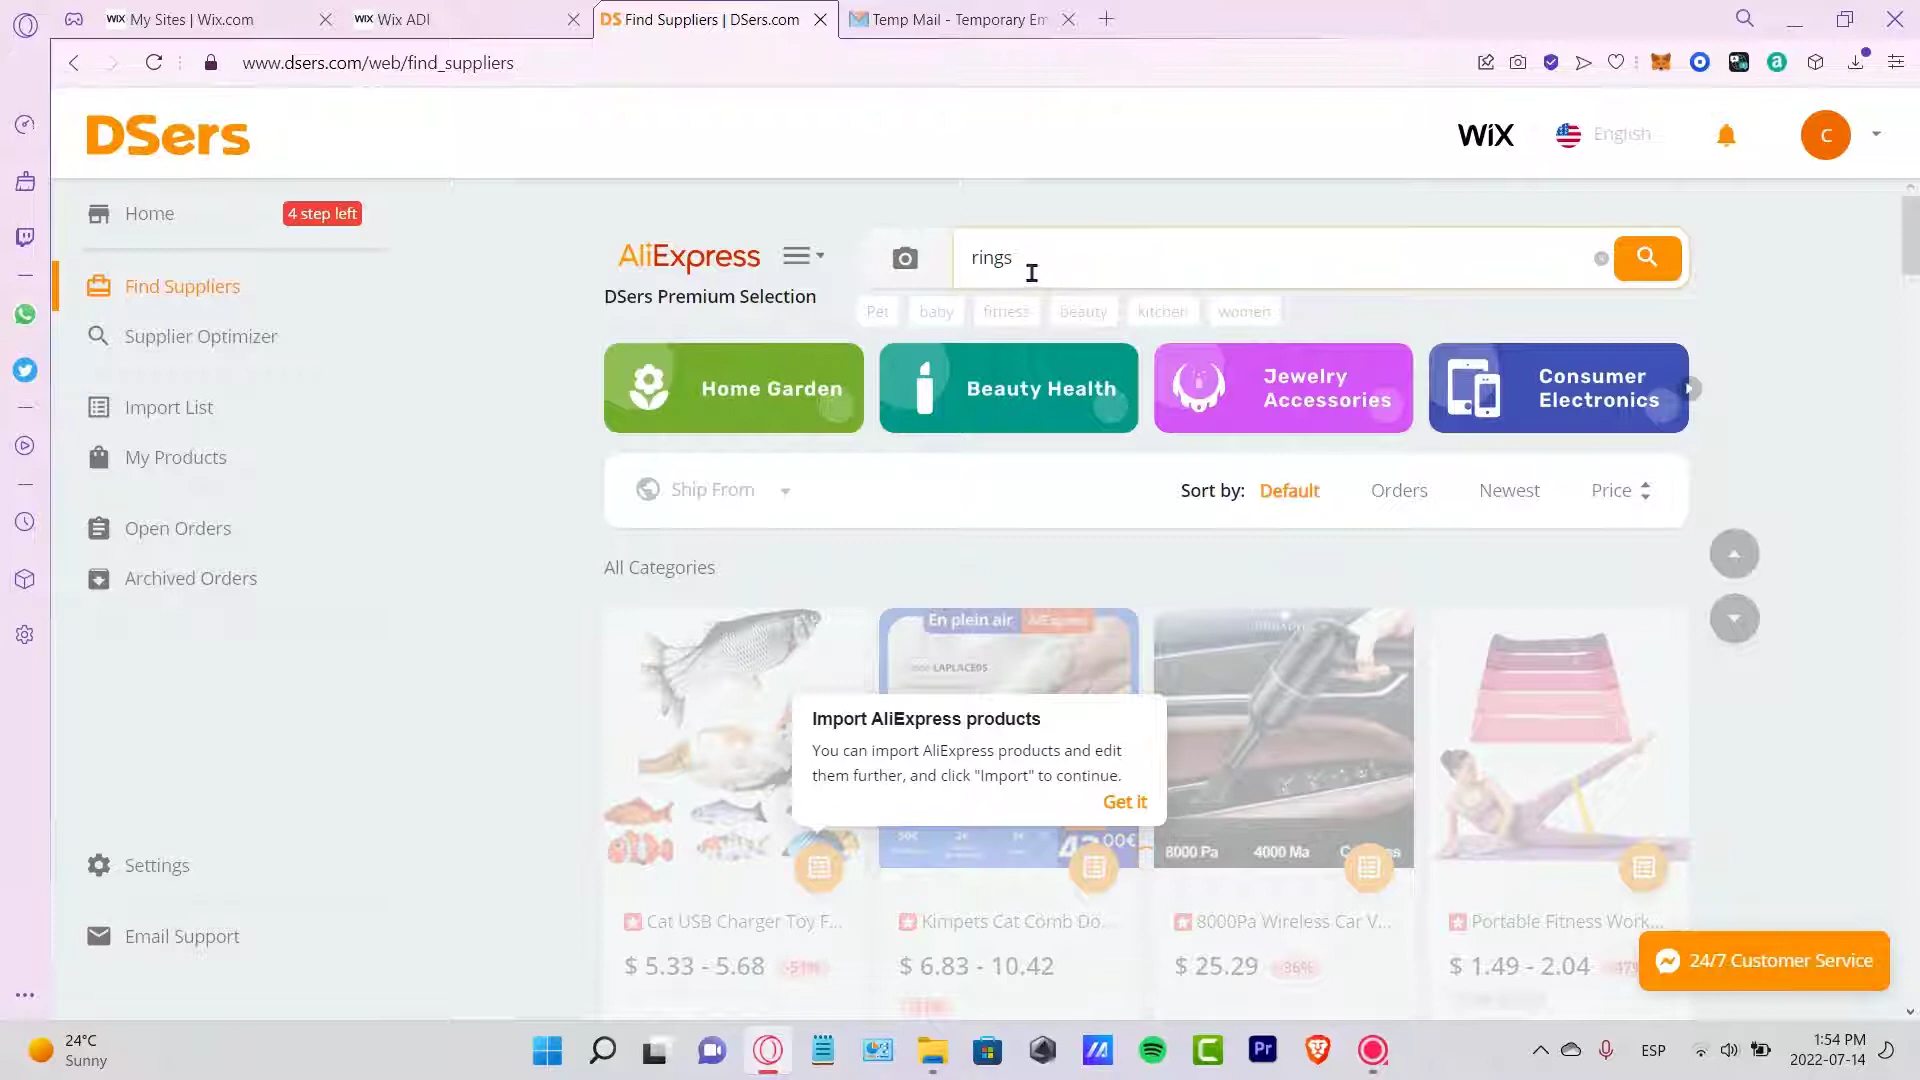 WiX My Sites | Wix.com
WiX Wix ADI
DS Find Suppliers | DSers.com
Temp Mail - Temporary Em
www.dsers.com/web/find_suppliers
DSers
WiX
English
C
Home
4 step left
Find Suppliers
Supplier Optimizer
Import List
My Products
Open Orders
Archived Orders
Settings
Email Support
AliExpress
rings
DSers Premium Selection
Pet
baby
fitness
beauty
kitchen
women
Home Garden
Beauty Health
Jewelry
Accessories
Consumer
Electronics
Ship From
Sort by:
Default
Orders
Newest
Price
All Categories
En plein air
AliExpress
LAPLACE05
Import AliExpress products
You can import AliExpress products and edit
them further, and click "Import" to continue.
Get it
8000 Pa
4000 Ma
Cat USB Charger Toy F...
Kimpets Cat Comb Do...
8000Pa Wireless Car V...
Portable Fitness Work...
$ 5.33 - 5.68
-51%
$ 6.83 - 10.42
$ 25.29
-36%
$ 1.49 - 2.04
24/7 Customer Service
24°C
Sunny
Pr
ESP
1:54 PM
2022-07-14